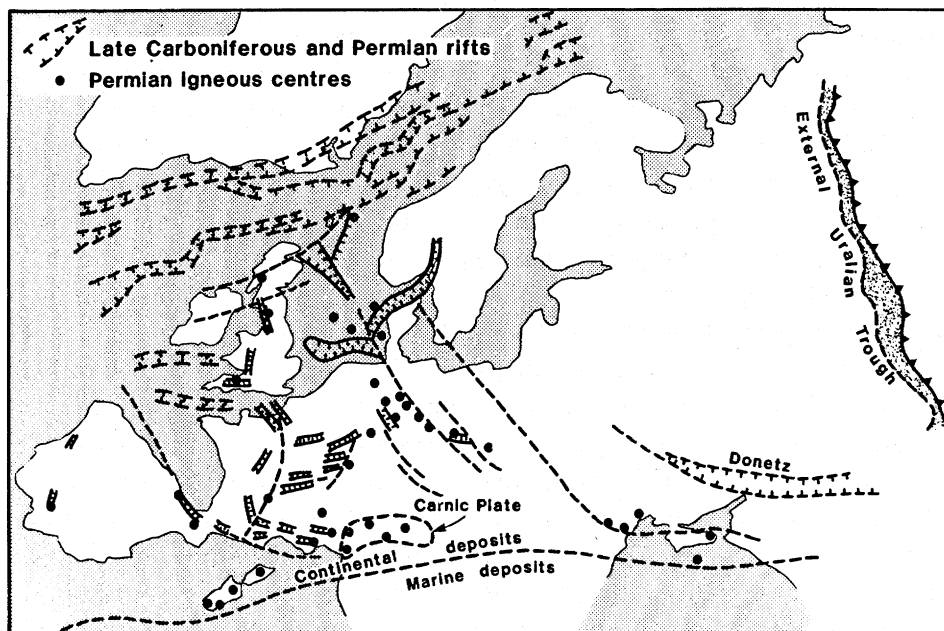 Late Carboniferous and Permian rifts
Permian Igneous centres
External
Uralian
Trough
Donetz
Carnic Plate
Continental deposits
Marine deposits